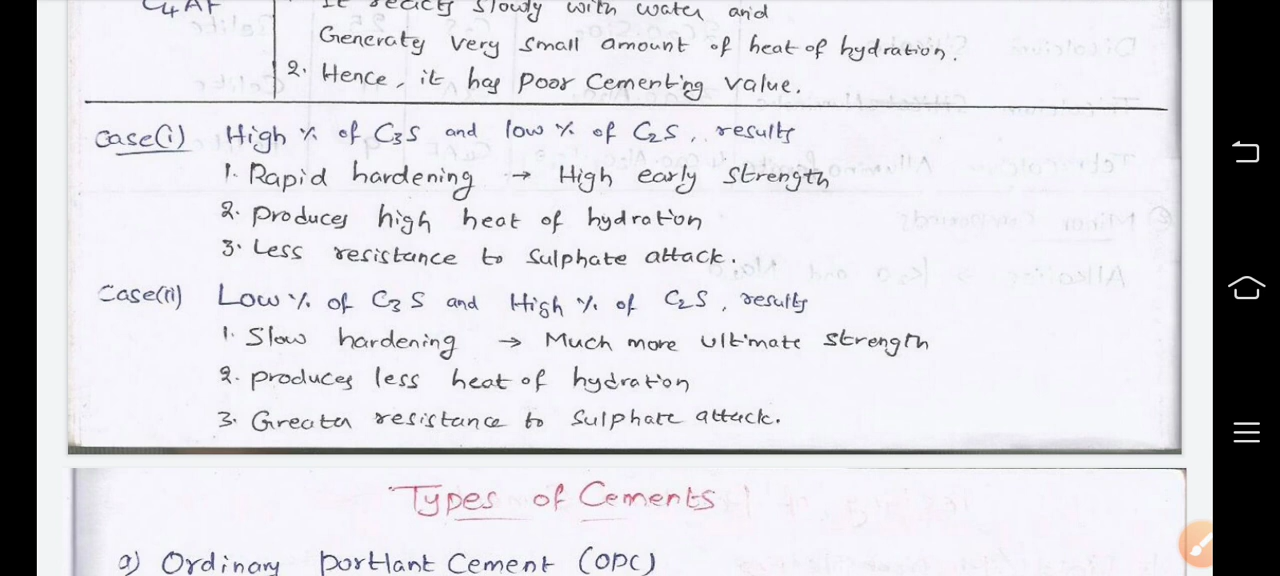 C4AF
It reacts slowly with water and
Generate very small amount of heat of hydration.
2. Hence, it has poor cementing value.
Case(i) High % of C3S and low % of C2S, results
1. Rapid hardening → High early strength
2. Produces high heat of hydration
3. Less resistance to sulphate attack.
Case(ii) Low % of C3S and High % of C2S, results
1. Slow hardening → Much more ultimate strength
2. produces less heat of hydration
3. Greater resistance to sulphate attack.
Types of Cements
a) Ordinary portlant Cement (OPC)